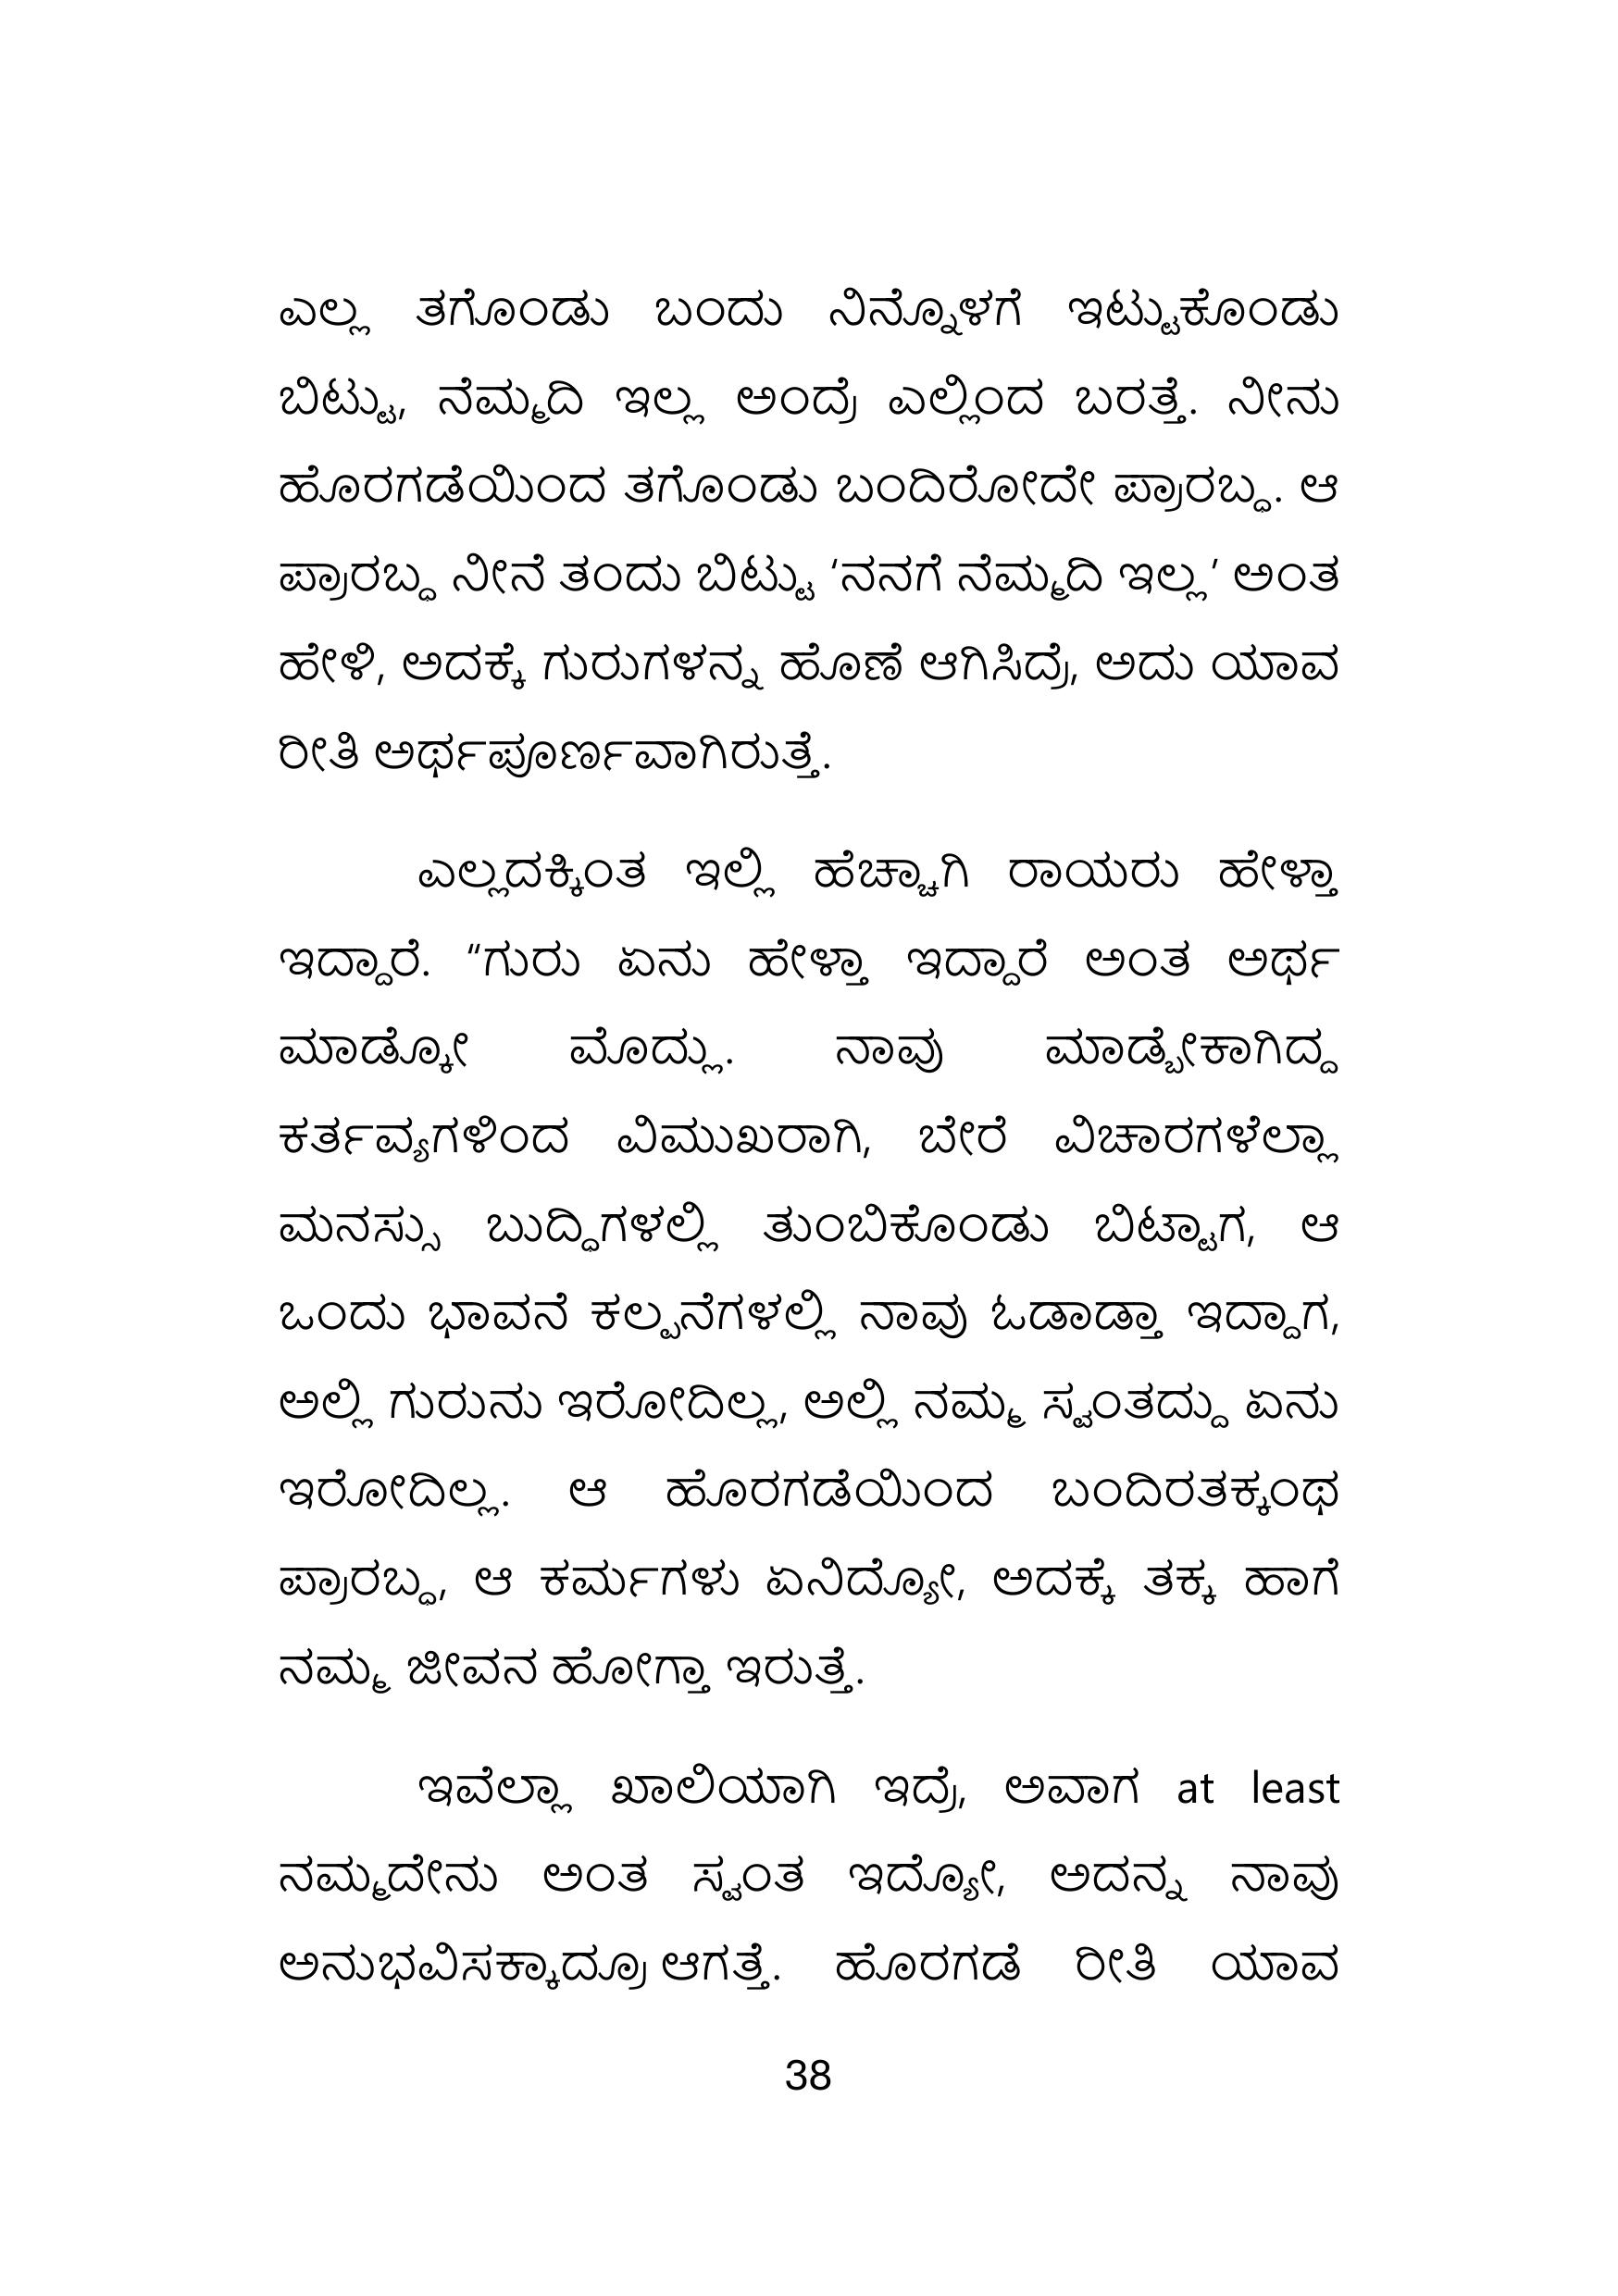 ಎಲ್ಲ ತಗೊಂಡು ಬಂದು ನಿನ್ನೊಳಗೆ ಇಟ್ಟುಕೊಂಡು
ಬಿಟ್ಟು, ನೆಮ್ಮದಿ ಇಲ್ಲ ಅಂದ್ರೆ ಎಲ್ಲಿಂದ ಬರತ್ತೆ. ನೀನು
ಹೊರಗಡೆಯಿಂದ ತಗೊಂಡು ಬಂದಿರೋದೇ ಪ್ರಾರಬ್ಧ. ಆ
ಪ್ರಾರಬ್ಧ ನೀನೆ ತಂದು ಬಿಟ್ಟು ‘ನನಗೆ ನೆಮ್ಮದಿ ಇಲ್ಲ’ ಅಂತ
ಹೇಳಿ, ಅದಕ್ಕೆ ಗುರುಗಳನ್ನ ಹೊಣೆ ಆಗಿಸಿದ್ರೆ, ಅದು ಯಾವ
ರೀತಿ ಅರ್ಥಪೂರ್ಣವಾಗಿರುತ್ತೆ.
ಎಲ್ಲದಕ್ಕಿಂತ ಇಲ್ಲಿ ಹೆಚ್ಚಾಗಿ ರಾಯರು ಹೇಳ್ತಾ
ಇದ್ದಾರೆ. “ಗುರು ಏನು ಹೇಳ್ತಾ ಇದ್ದಾರೆ ಅಂತ ಅರ್ಥ
ಮಾಡ್ಕೋ ಮೊದ್ಲು. ನಾವು ಮಾಡ್ಬೇಕಾಗಿದ್ದ
ಕರ್ತವ್ಯಗಳಿಂದ ವಿಮುಖರಾಗಿ, ಬೇರೆ ವಿಚಾರಗಳೆಲ್ಲಾ
ಮನಸ್ಸು ಬುದ್ಧಿಗಳಲ್ಲಿ ತುಂಬಿಕೊಂಡು ಬಿಟ್ಟಾಗ, ಆ
ಒಂದು ಭಾವನೆ ಕಲ್ಪನೆಗಳಲ್ಲಿ ನಾವು ಓಡಾಡ್ತಾ ಇದ್ದಾಗ,
ಅಲ್ಲಿ ಗುರುನು ಇರೋದಿಲ್ಲ, ಅಲ್ಲಿ ನಮ್ಮ ಸ್ವಂತದ್ದು ಏನು
ಇರೋದಿಲ್ಲ. ಆ ಹೊರಗಡೆಯಿಂದ ಬಂದಿರತಕ್ಕಂಥ
ಪ್ರಾರಬ್ಧ, ಆ ಕರ್ಮಗಳು ಏನಿದ್ಯೋ, ಅದಕ್ಕೆ ತಕ್ಕ ಹಾಗೆ
ನಮ್ಮ ಜೀವನ ಹೋಗ್ತಾ ಇರುತ್ತೆ.
ಇವೆಲ್ಲಾ ಖಾಲಿಯಾಗಿ ಇದ್ರೆ, ಅವಾಗ at least
ನಮ್ಮದೇನು ಅಂತ ಸ್ವಂತ ಇದ್ಯೋ, ಅದನ್ನ ನಾವು
ಅನುಭವಿಸಕ್ಕಾದ್ರೂ ಆಗತ್ತೆ. ಹೊರಗಡೆ ರೀತಿ ಯಾವ
38